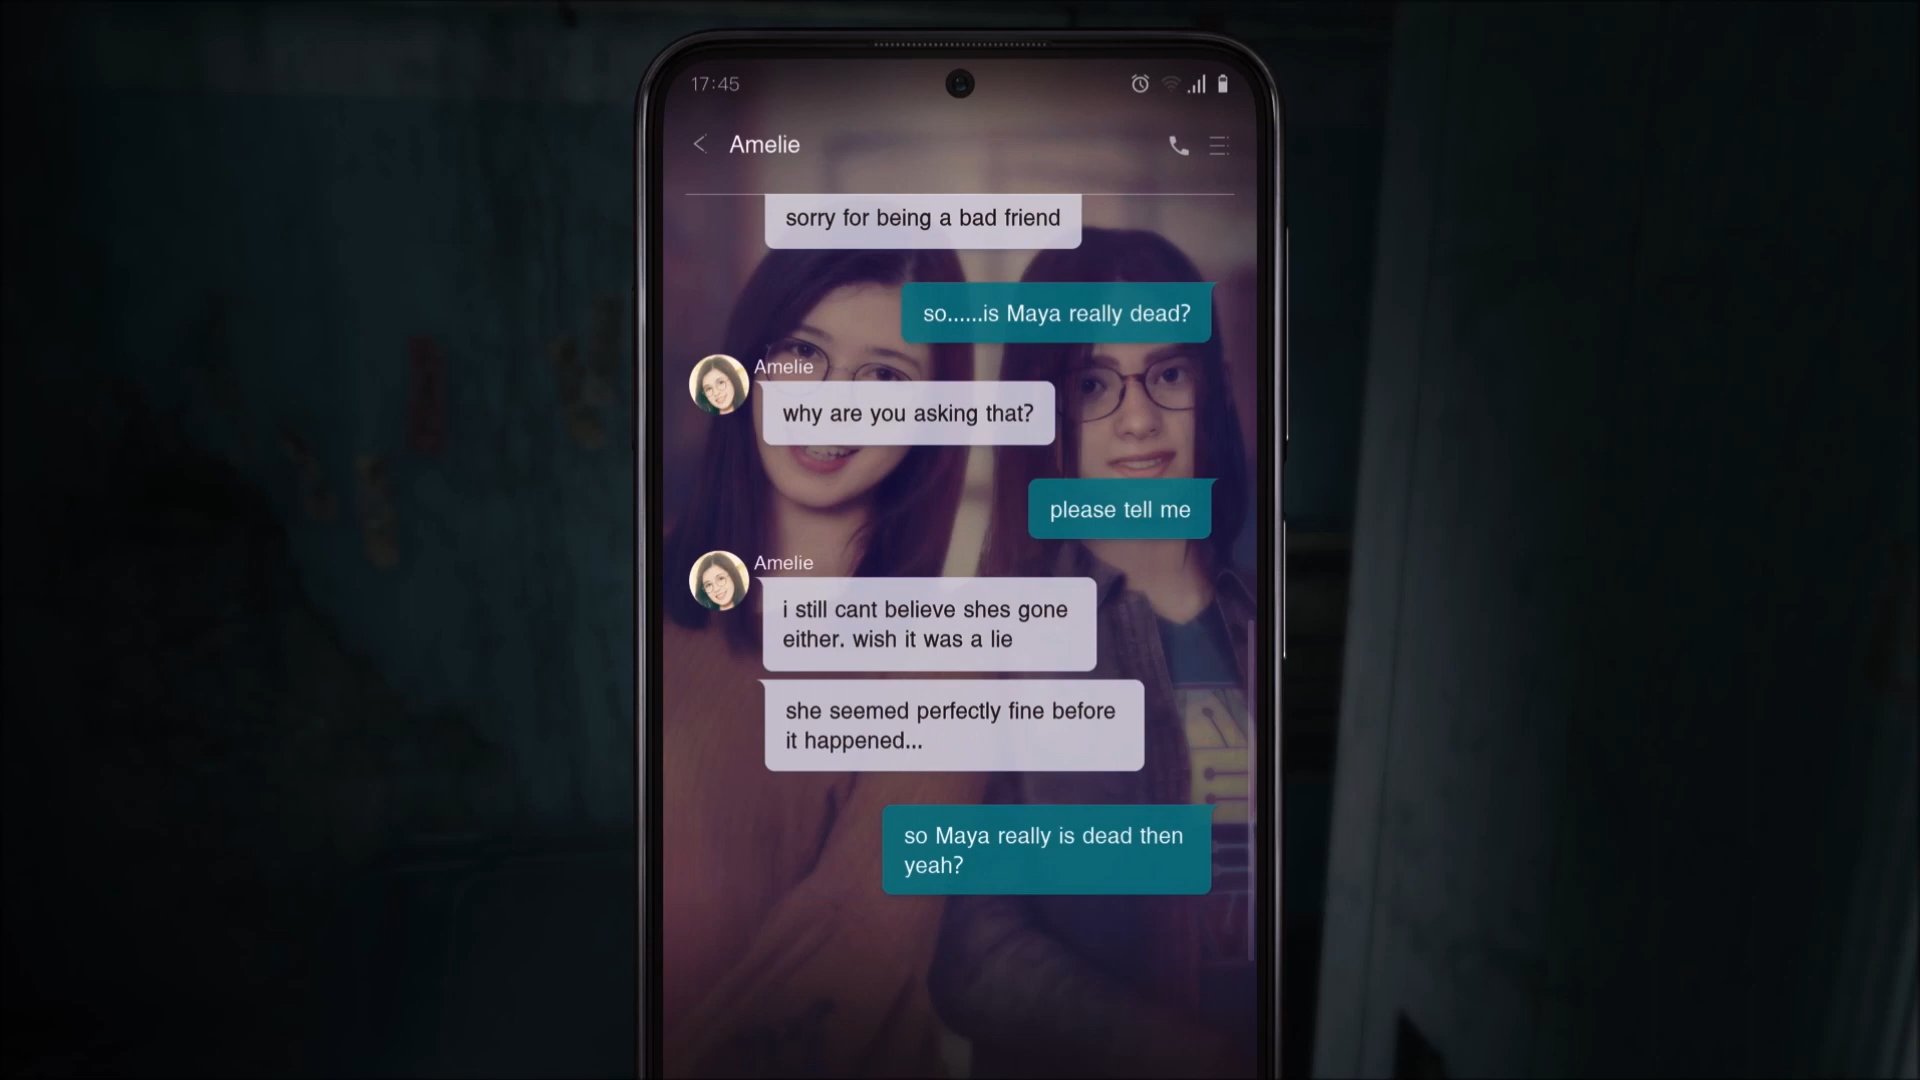 17:45
Amelie
sorry for being a bad friend
so......is Maya really dead?
Amelie
why are you asking that?
please tell me
Amelie
i still cant believe shes gone
either. wish it was a lie
she seemed perfectly fine before
it happened...
so Maya really is dead then
yeah?